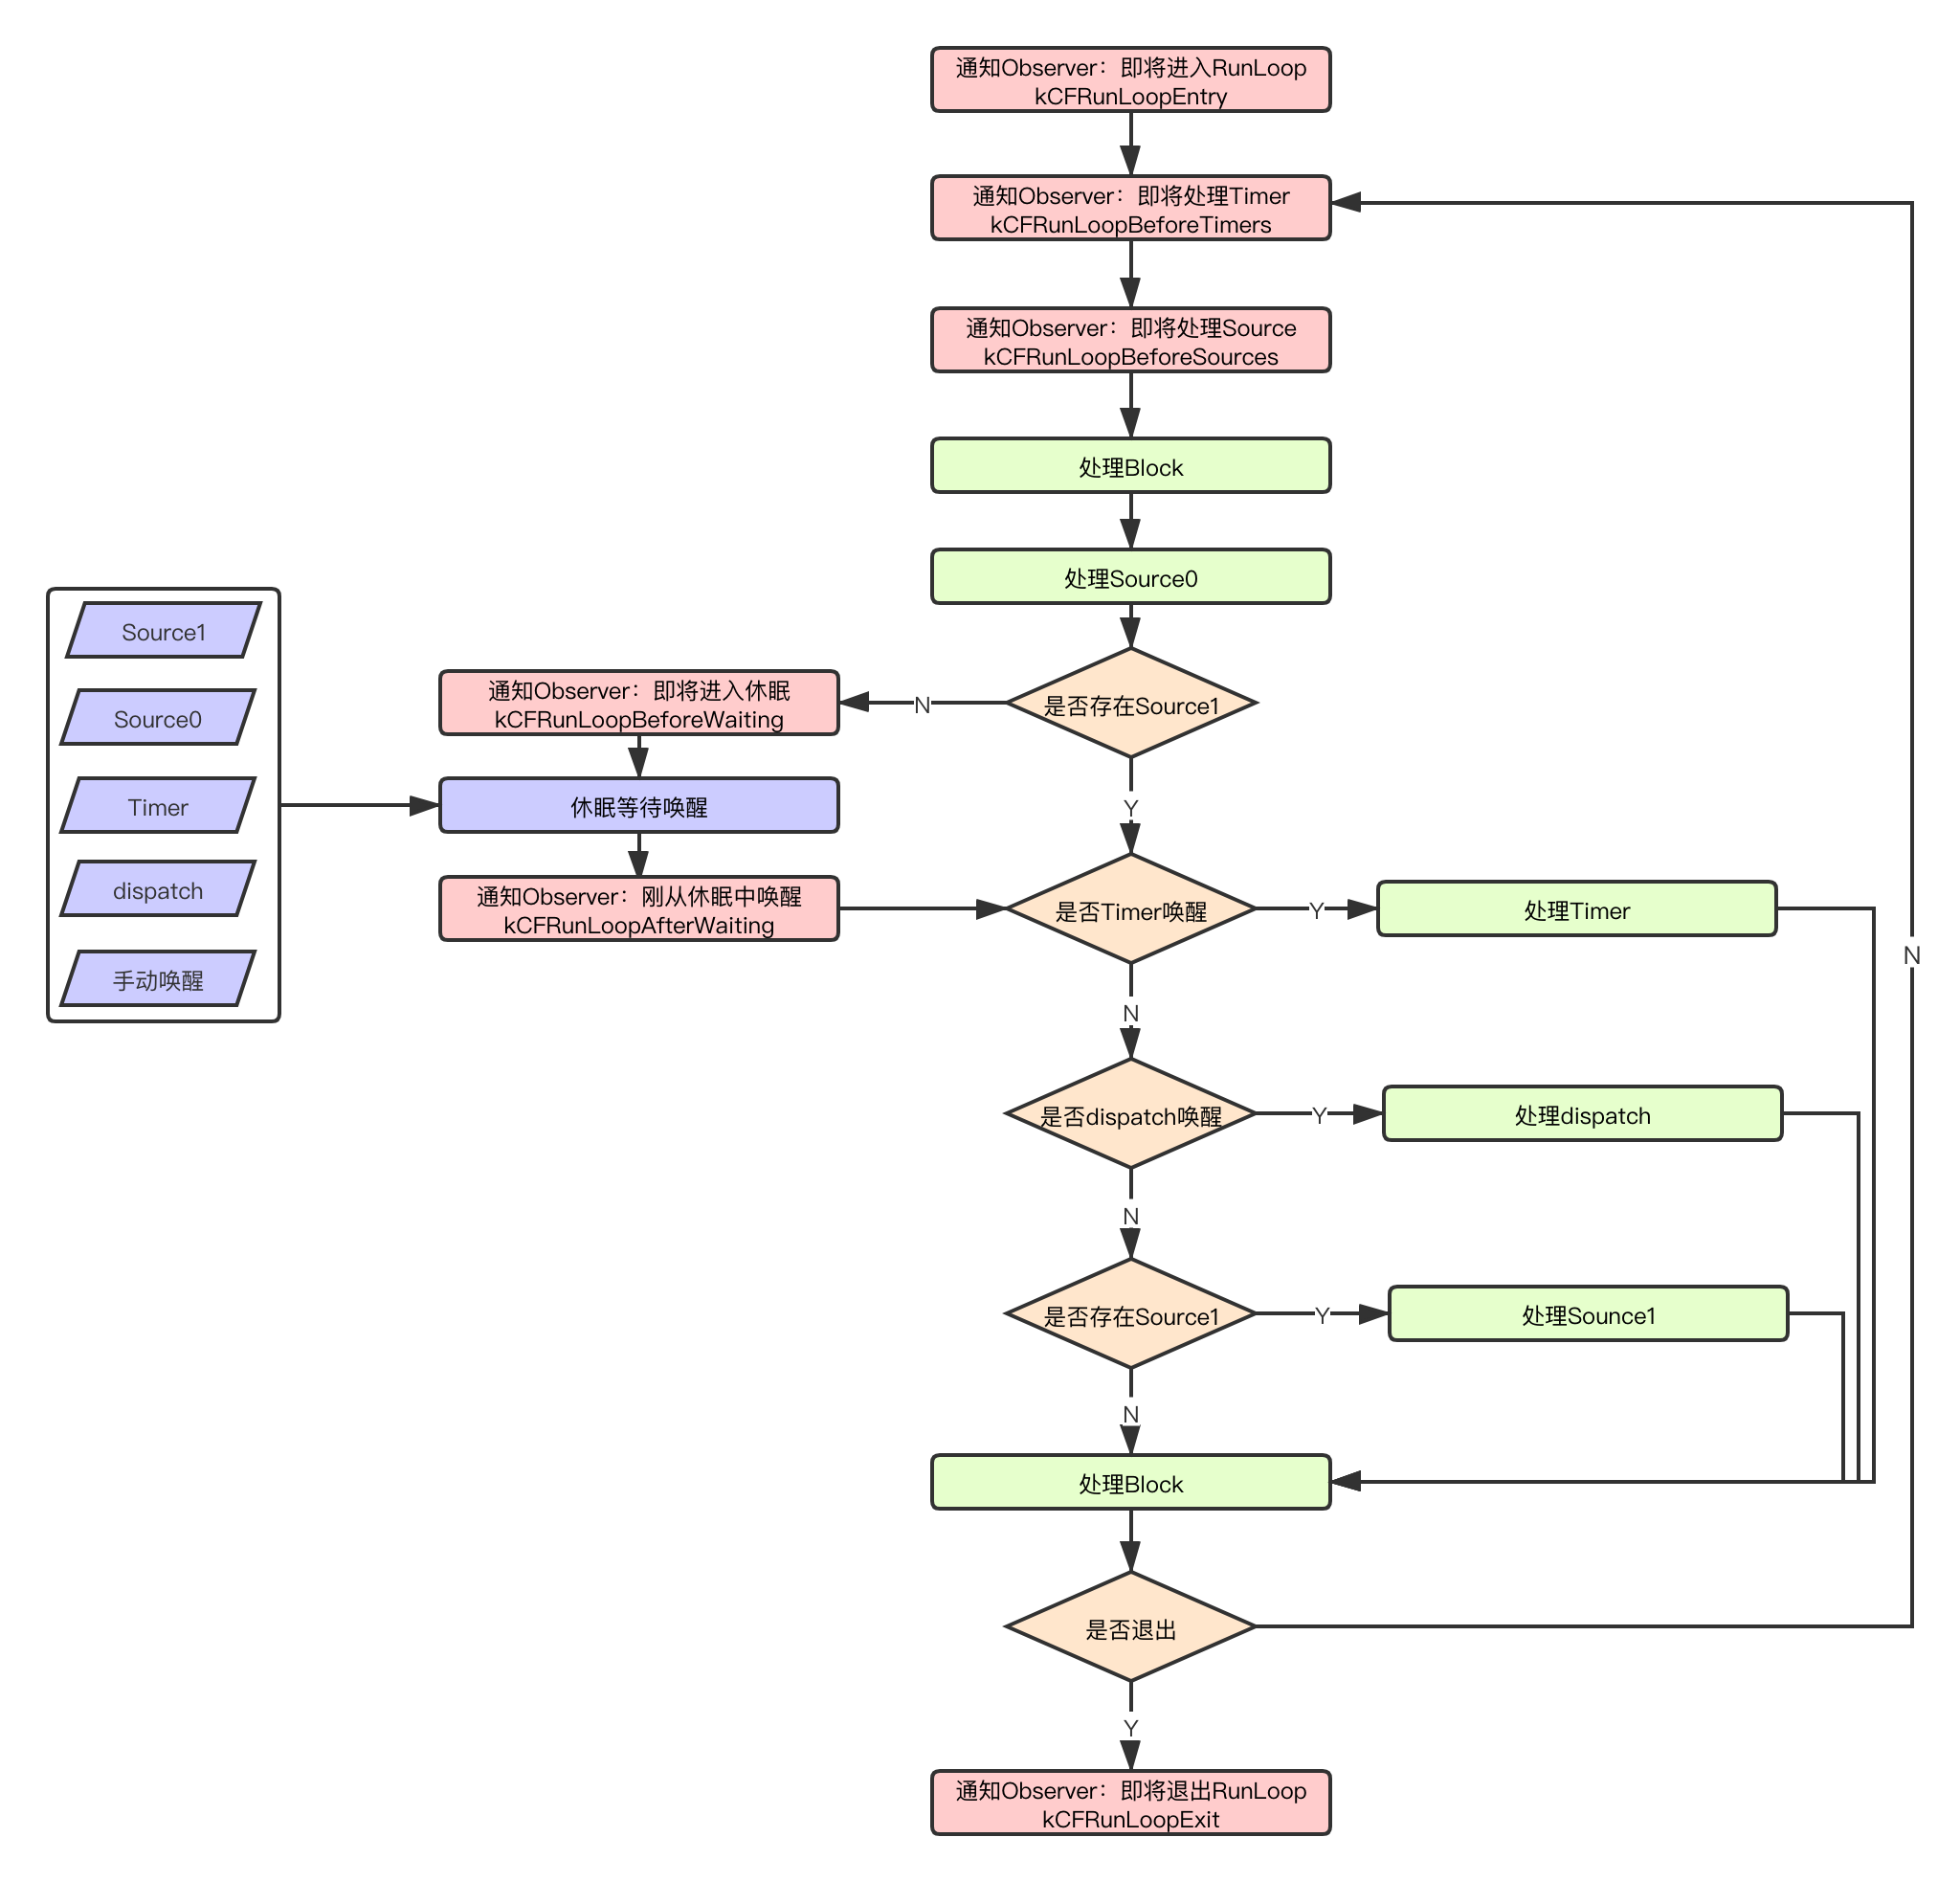 通知Observer：即将进入RunLoop
kCFRunLoopEntry
通知Observer：即将处理Timer
kCFRunLoopBeforeTimers
通知Observer：即将处理Source
kCFRunLoopBeforeSources
处理Block
处理Source0
Source1
Source0
Timer
dispatch
手动唤醒
是否存在Source1
N
通知Observer：即将进入休眠
kCFRunLoopBeforeWaiting
休眠等待唤醒
通知Observer：刚从休眠中唤醒
kCFRunLoopAfterWaiting
Y
是否Timer唤醒
Y
处理Timer
N
N
是否dispatch唤醒
Y
处理dispatch
N
是否存在Source1
Y
处理Sounce1
N
处理Block
是否退出
Y
通知Observer：即将退出RunLoop
kCFRunLoopExit